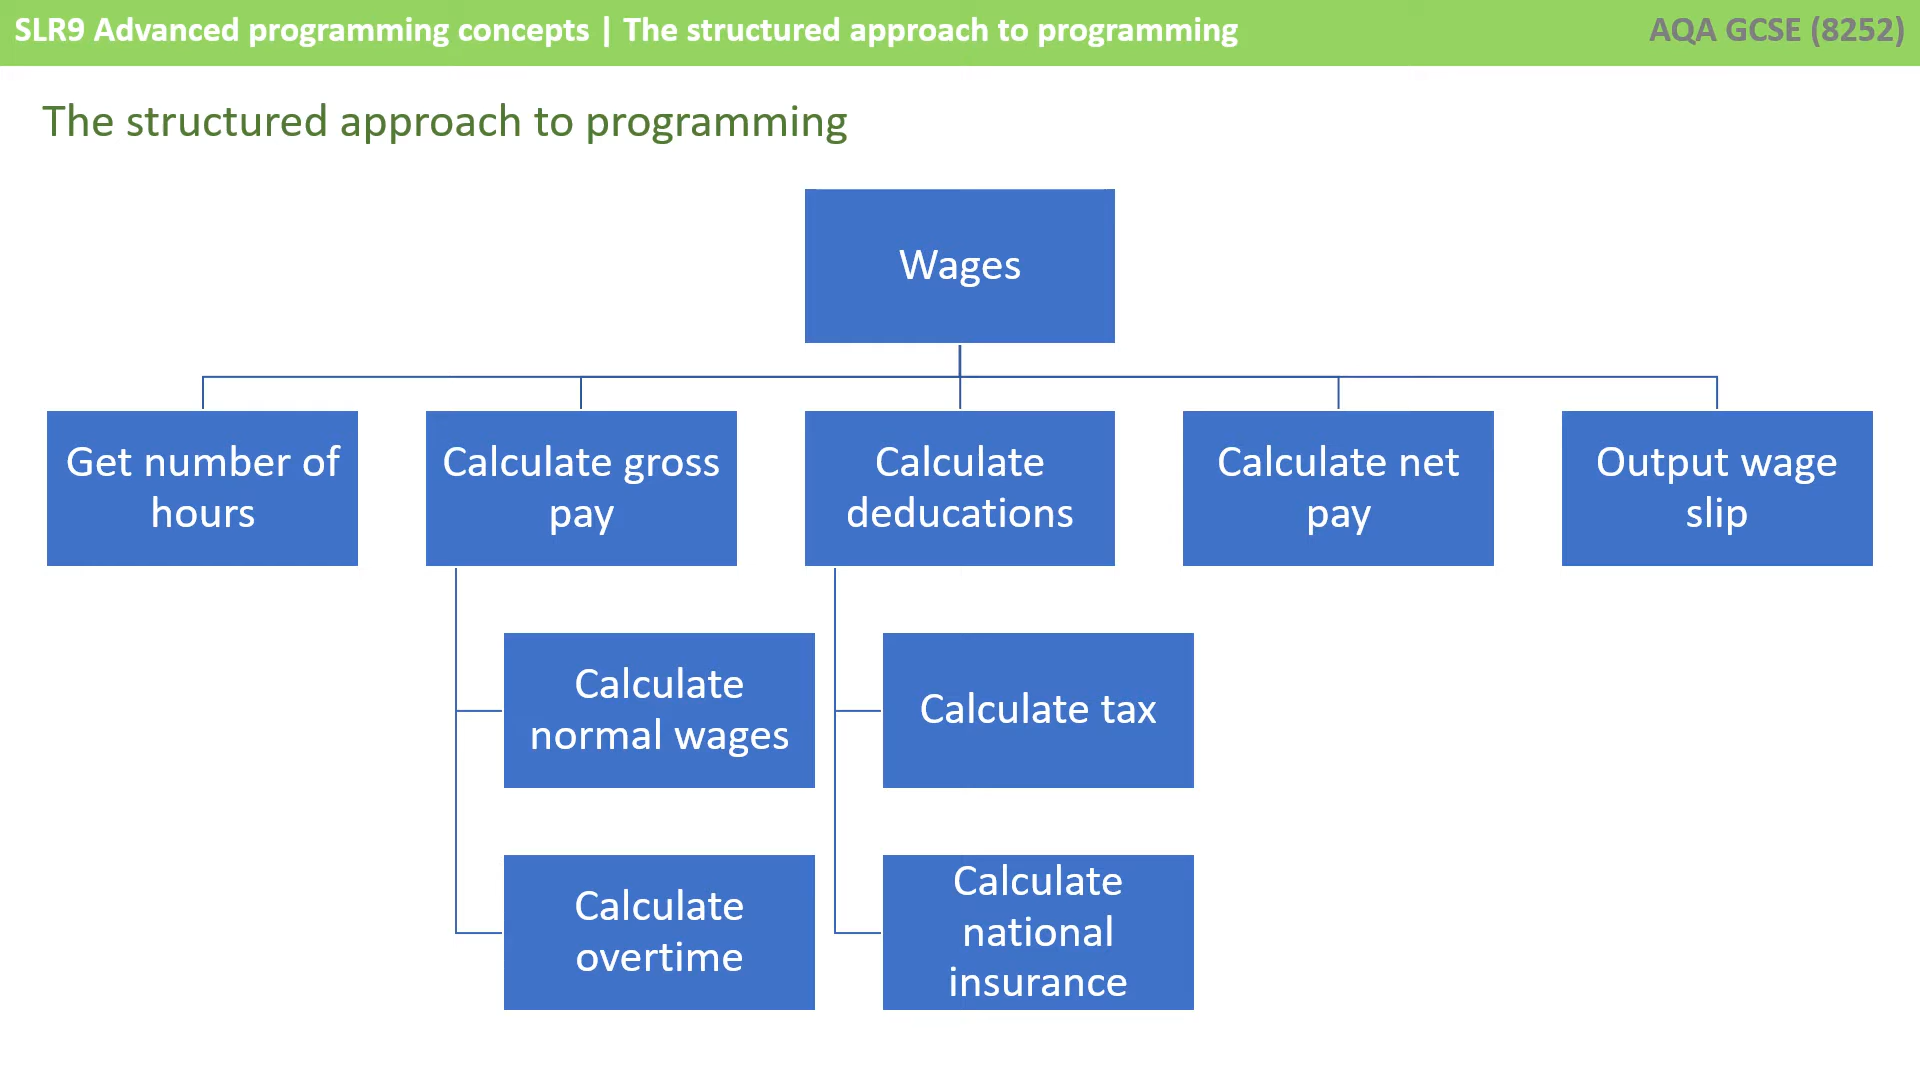 SLR9 Advanced programming concepts | The structured approach to programming
AQA GCSE (8252)
The structured approach to programming
Wages
Get number of
hours
Calculate gross
pay
Calculate
deducations
Calculate net
pay
Output wage
slip
Calculate
normal wages
Calculate tax
Calculate
overtime
Calculate
national
insurance